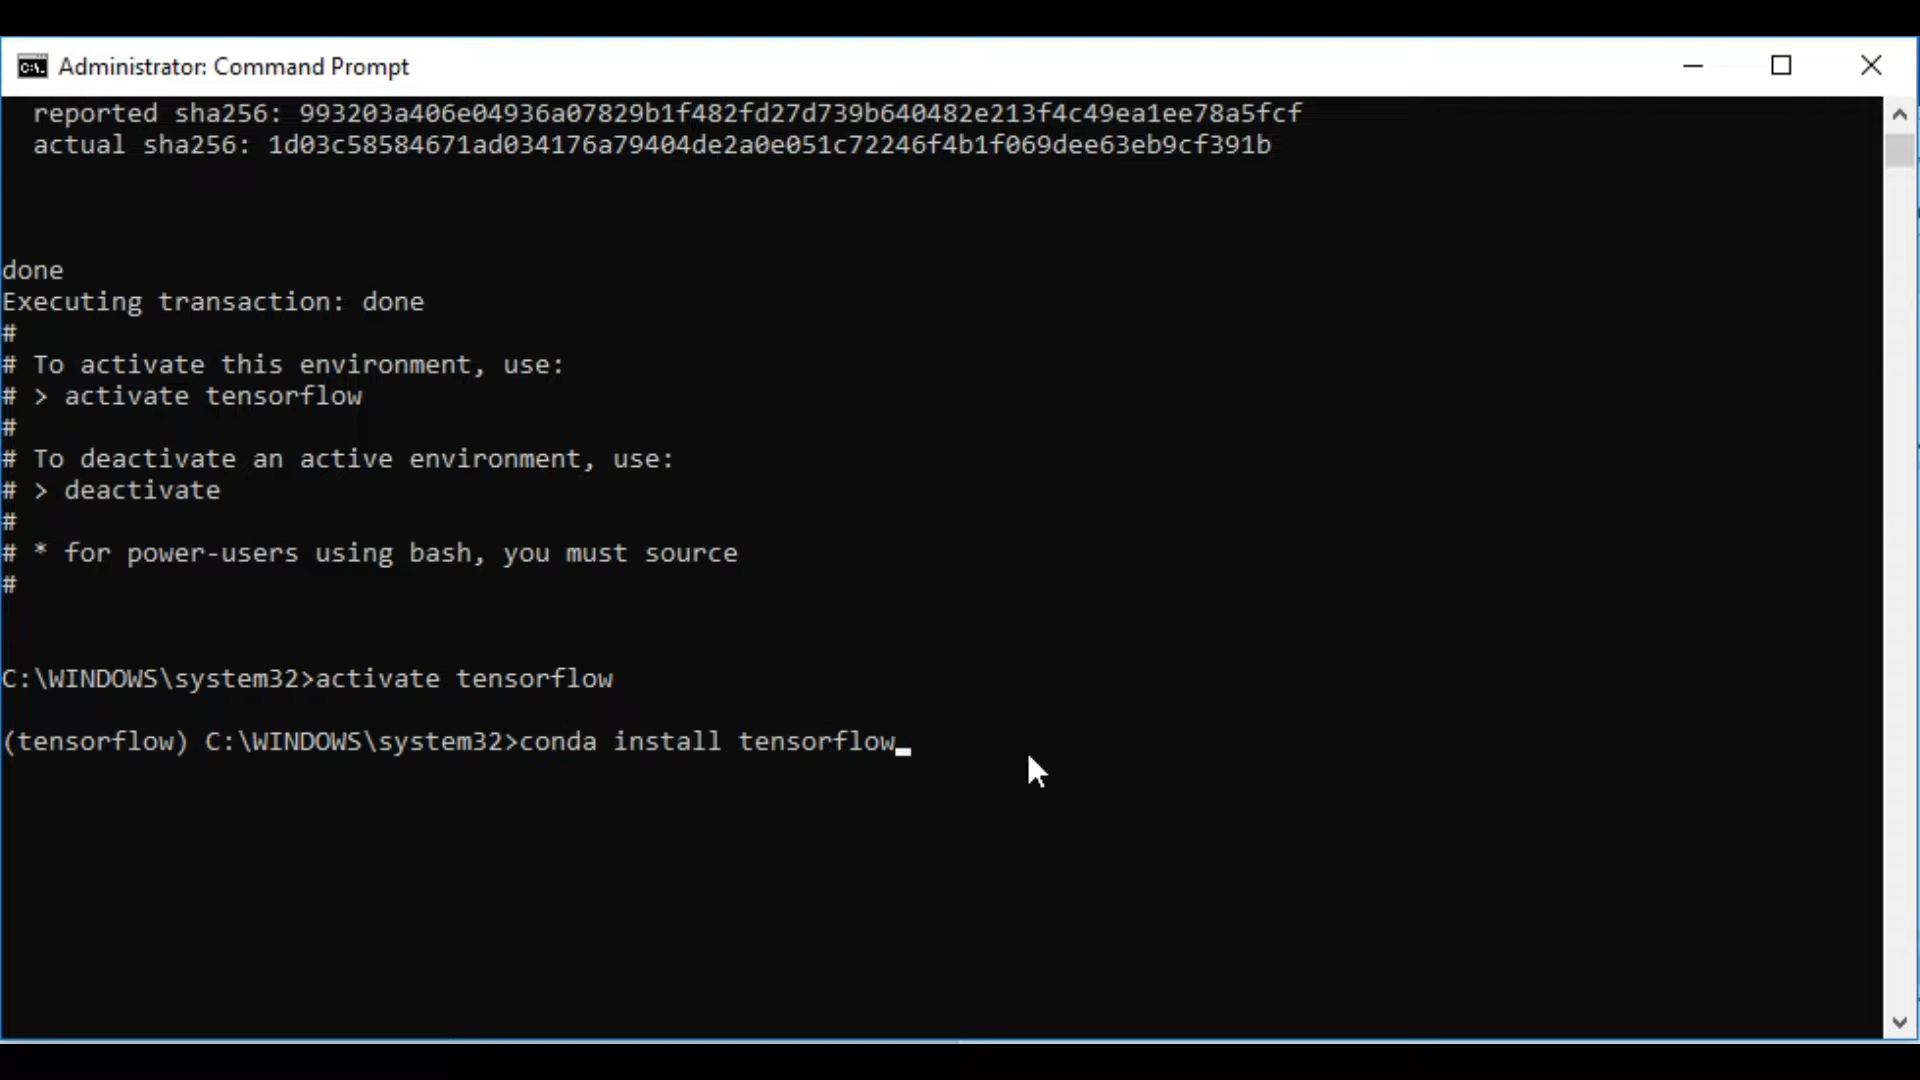 Administrator: Command Prompt
reported sha256: 993203a406e04936a07829b1f482fd27d739b640482e213f4c49ea1ee78a5fcf
actual sha256: 1d03c58584671ad034176a79404de2a0e051c72246f4b1f069dee63eb9cf391b
done
Executing transaction: done
#
# To activate this environment, use:
# > activate tensorflow
#
# To deactivate an active environment, use:
# > deactivate
#
# * for power-users using bash, you must source
#
C:\WINDOWS\system32>activate tensorflow
(tensorflow) C:\WINDOWS\system32>conda install tensorflow_